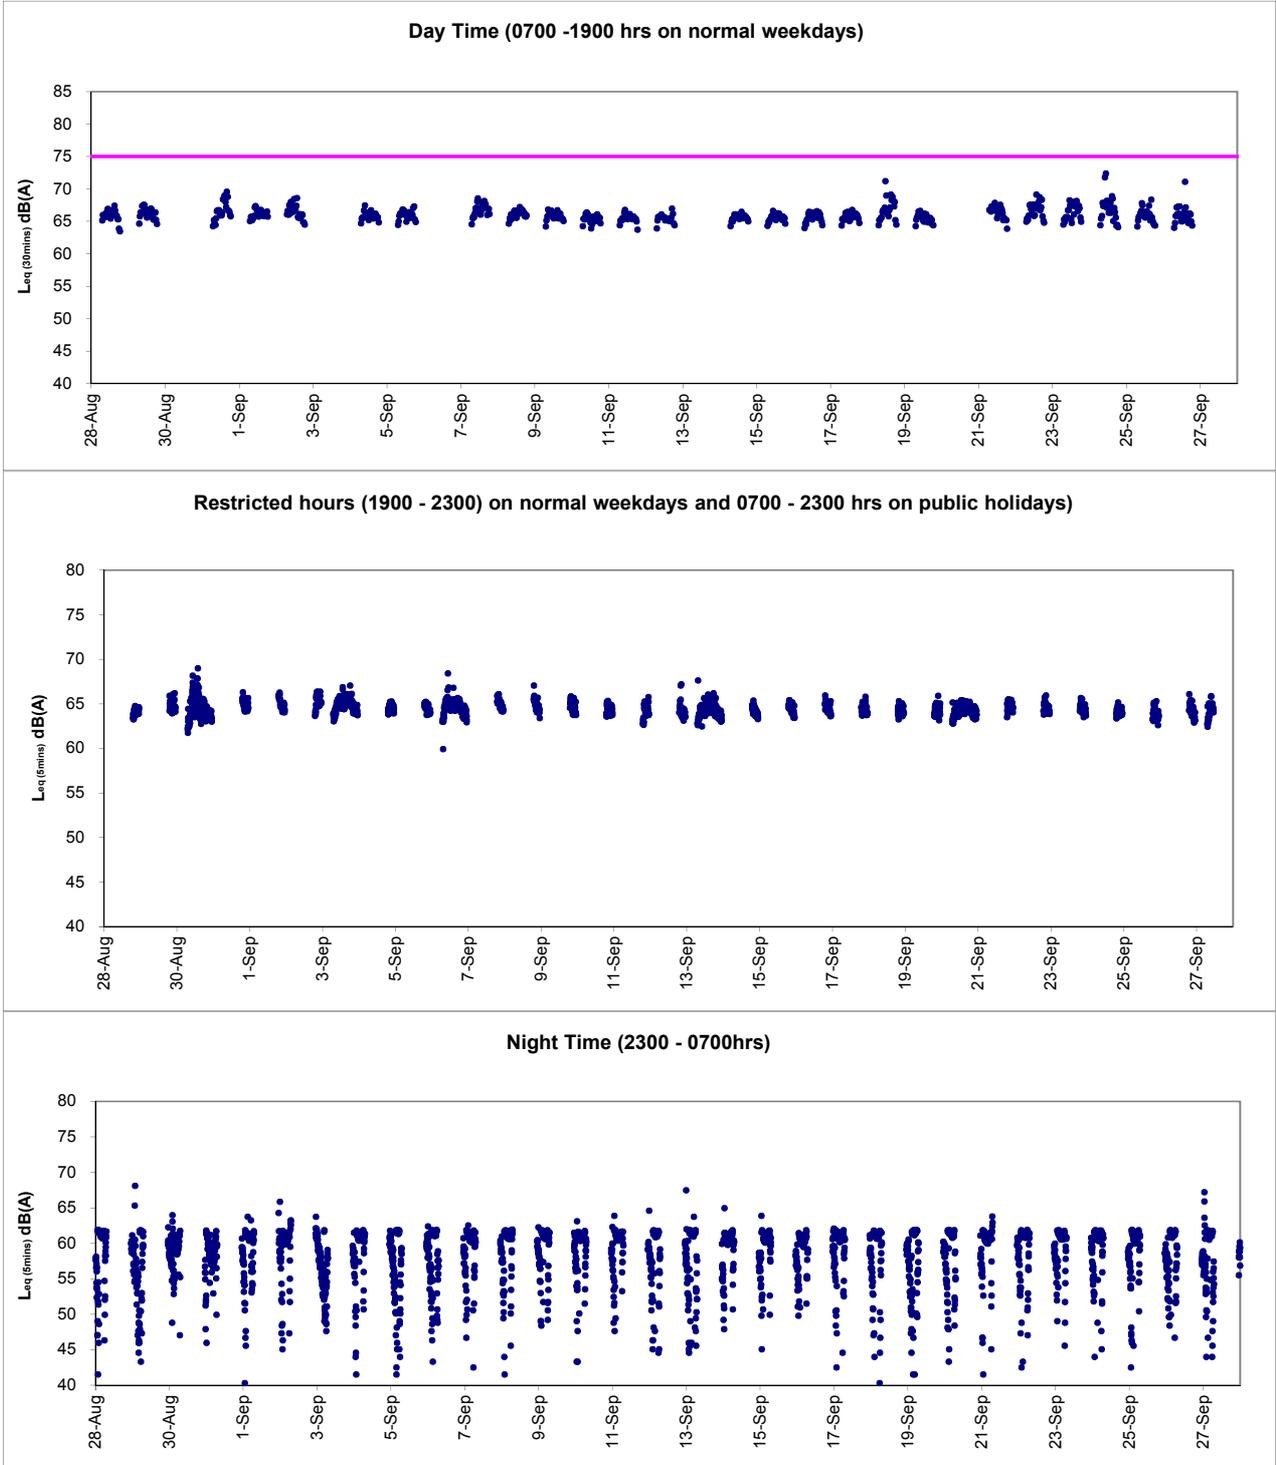 Day Time (0700 -1900 hrs on normal weekdays)
85
80
75
70
65
60
55
50
45
40
Leq (30mins) dB(A)
28-Aug
30-Aug
1-Sep
3-Sep
5-Sep
7-Sep
9-Sep
11-Sep
13-Sep
15-Sep
17-Sep
19-Sep
21-Sep
23-Sep
25-Sep
27-Sep
Restricted hours (1900 - 2300) on normal weekdays and 0700 - 2300 hrs on public holidays)
80
75
70
65
60
55
50
45
40
Leq (5mins) dB(A)
28-Aug
30-Aug
1-Sep
3-Sep
5-Sep
7-Sep
9-Sep
11-Sep
13-Sep
15-Sep
17-Sep
19-Sep
21-Sep
23-Sep
25-Sep
27-Sep
Night Time (2300 - 0700hrs)
80
75
70
65
60
55
50
45
40
Leq (5mins) dB(A)
28-Aug
30-Aug
1-Sep
3-Sep
5-Sep
7-Sep
9-Sep
11-Sep
13-Sep
15-Sep
17-Sep
19-Sep
21-Sep
23-Sep
25-Sep
27-Sep